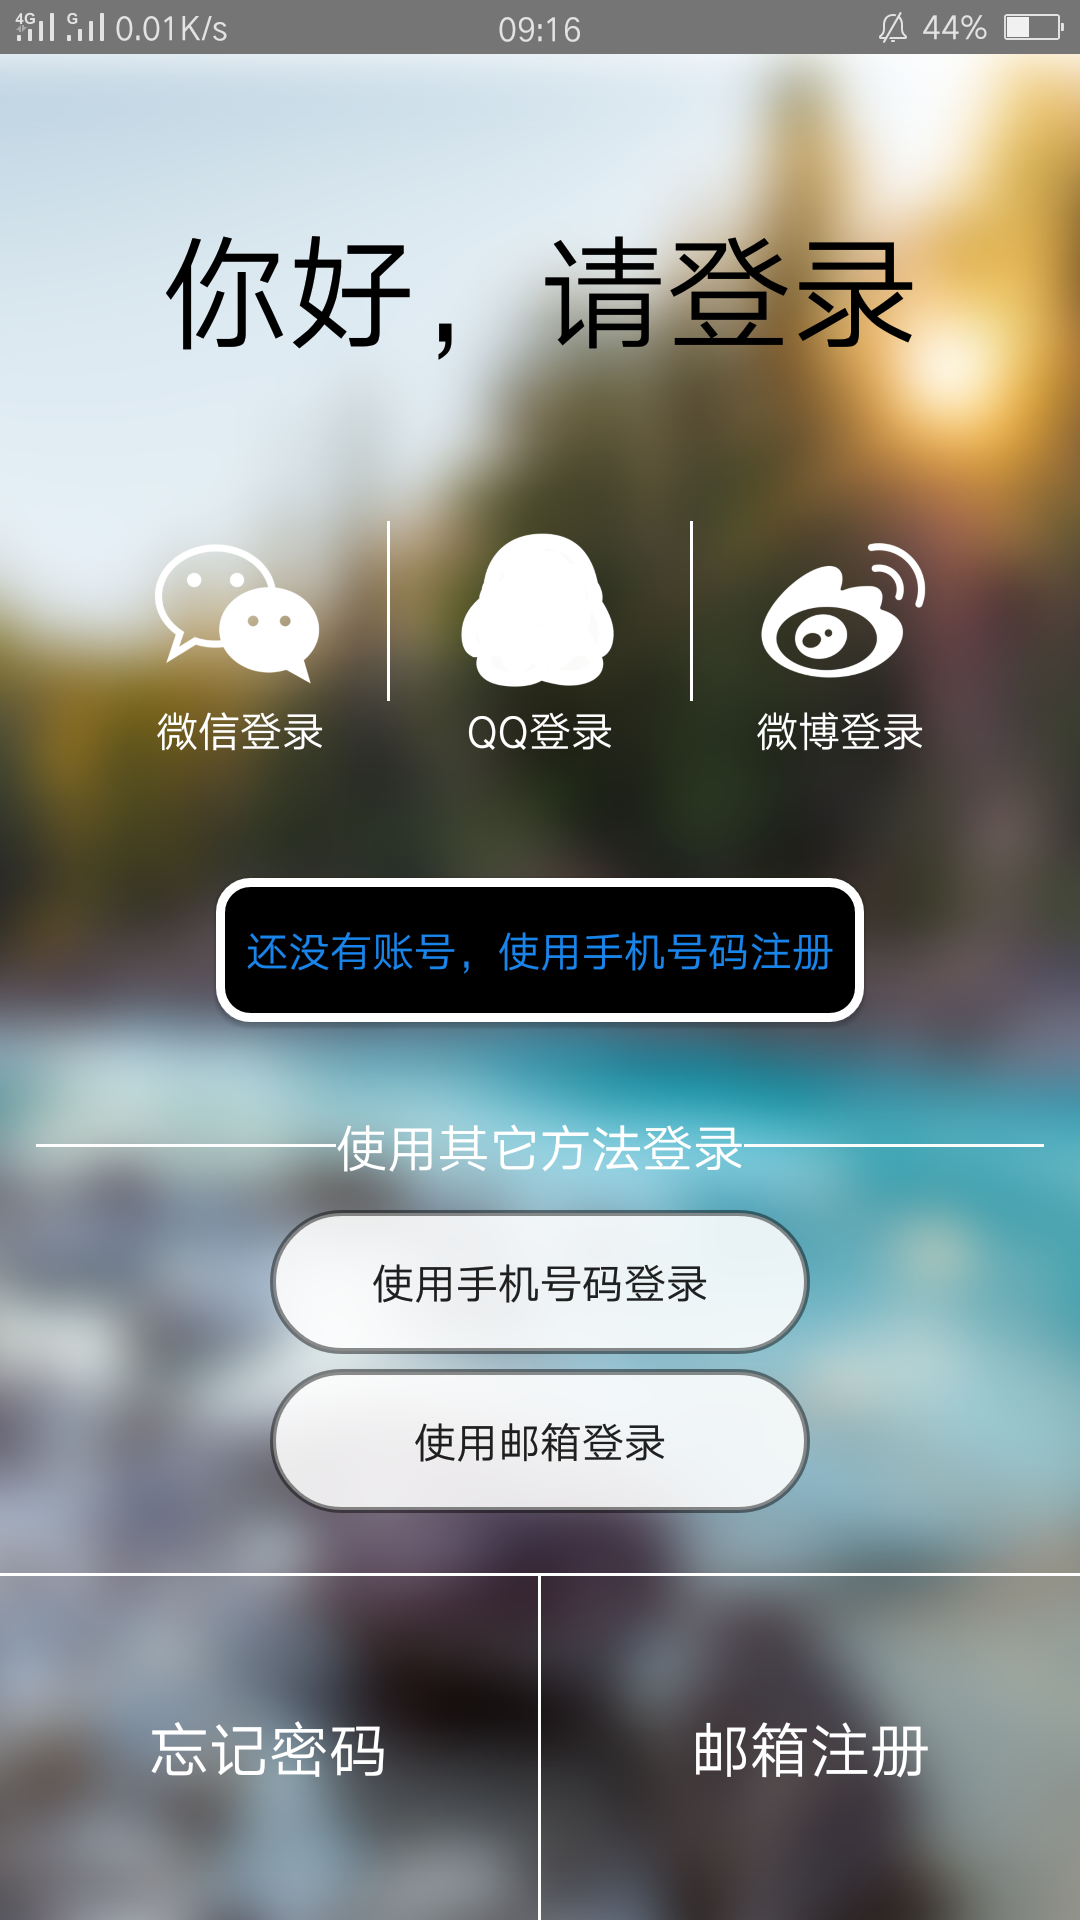 4G G 0.01K/s 09:16 44%
你好，请登录
微信登录 QQ登录 微博登录
还没有账号，使用手机号码注册
使用其它方法登录
使用手机号码登录
使用邮箱登录
忘记密码 邮箱注册